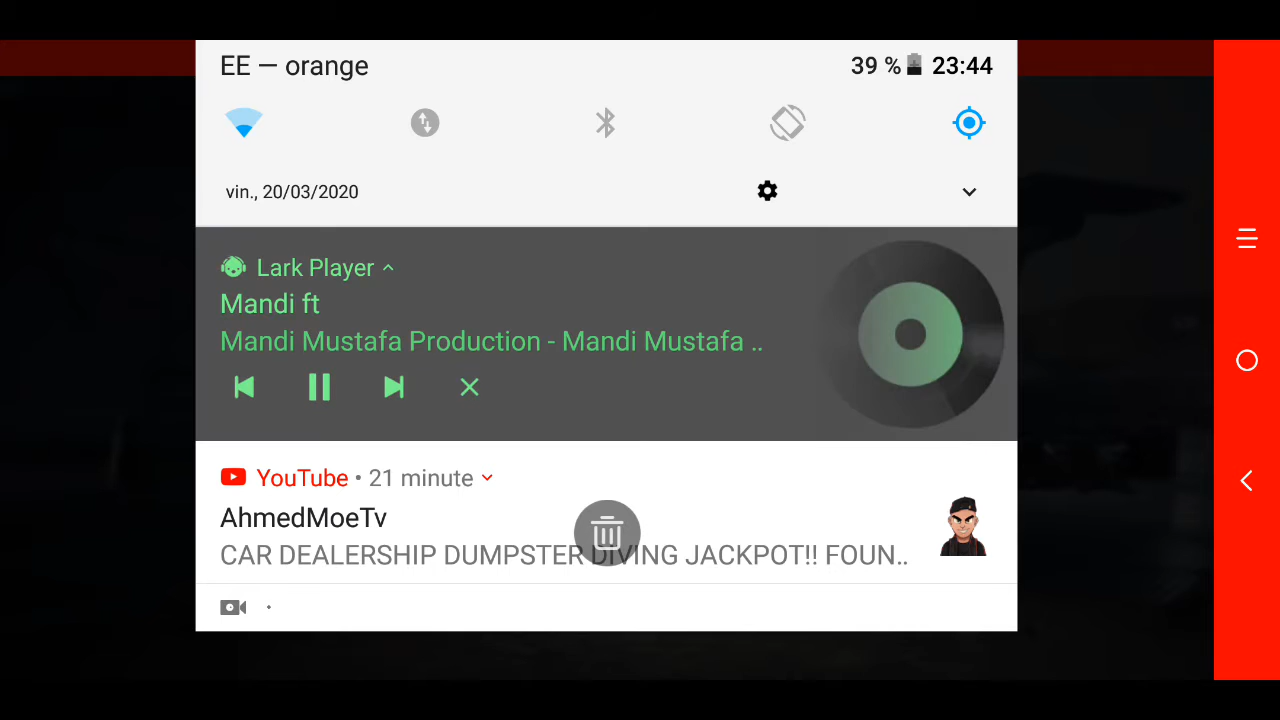 EE — orange
39 % 23:44
vin., 20/03/2020
Lark Player
Mandi ft
Mandi Mustafa Production - Mandi Mustafa ..
YouTube • 21 minute
AhmedMoeTv
CAR DEALERSHIP DUMPSTER DIVING JACKPOT!! FOUN..